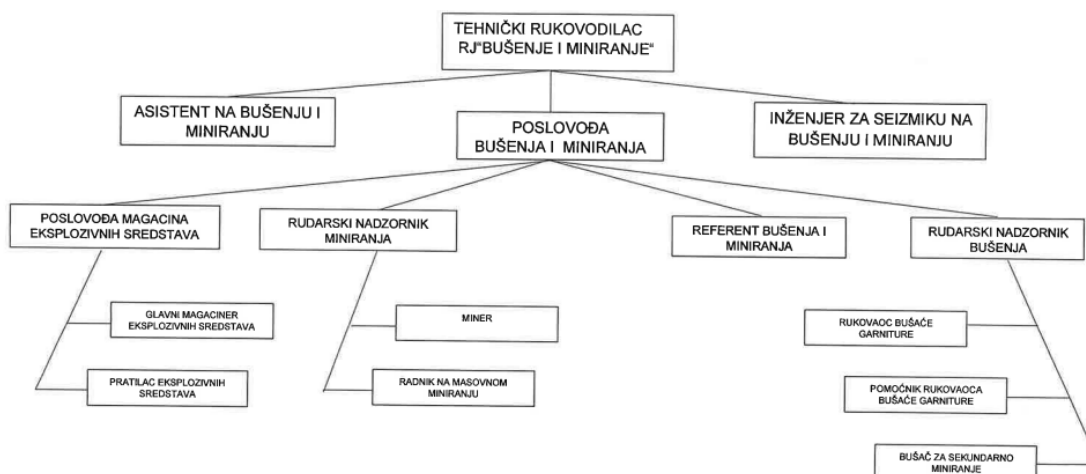 TEHNIČKI RUKOVODILAC
RJ"BUŠENJE I MINIRANJE"
ASISTENT NA BUŠENJU I
MINIRANJU
POSLOVOĐA
BUŠENJA I MINIRANJA
INŽENJER ZA SEIZMIKU NA
BUŠENJU I MINIRANJU
POSLOVOĐA MAGACINA
EKSPLOZIVNIH SREDSTAVA
RUDARSKI NADZORNIK
MINIRANJA
REFERENT BUŠENJA I
MINIRANJA
RUDARSKI NADZORNIK
BUŠENJA
GLAVNI MAGACINER
EKSPLOZIVNIH SREDSTAVA
MINER
RUKOVAOC BUŠAĆE
GARNITURE
PRATILAC EKSPLOZIVNIH
SREDSTAVA
RADNIK NA MASOVNOM
MINIRANJU
POMOĆNIK RUKOVAOCA
BUŠAĆE GARNITURE
BUŠAČ ZA SEKUNDARNO
MINIRANJE